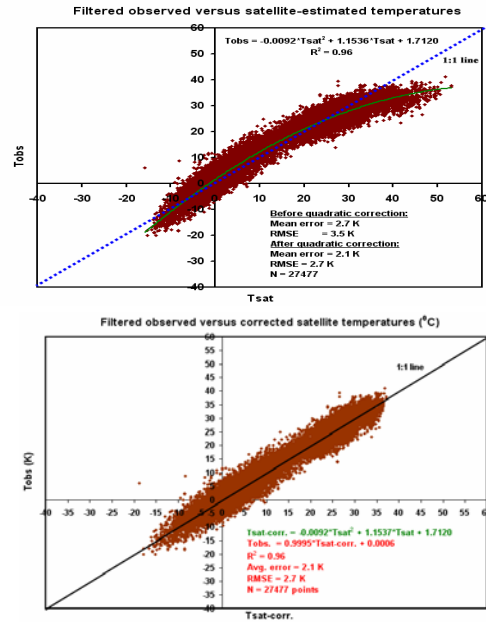 Filtered observed versus satellite-estimated temperatures
60
Tobs = -0.0092*Tsat² + 1.1536*Tsat + 1.7120
R² = 0.96
1:1 line
50
40
30
20
10
0
-40 -20 0 20 40 60
-10
-20
-30
-40
Tobs
Before quadratic correction:
Mean error = 2.7 K
RMSE = 3.5 K
After quadratic correction:
Mean error = 2.1 K
RMSE = 2.7 K
N = 27477
Tsat
Filtered observed versus corrected satellite temperatures (⁰C)
60
55
50
45
40
35
30
25
20
15
10
5
0
-40 -35 -30 -25 -20 -15 -10 -5 0 5 10 15 20 25 30 35 40 45 50 55 60
-5
-10
-15
-20
-25
-30
-35
-40
1:1 line
Tobs (K)
Tsat-corr. = -0.0092*Tsat² + 1.1537*Tsat + 1.7120
Tobs. = 0.9995*Tsat-corr. + 0.0006
R² = 0.96
Avg. error = 2.1 K
RMSE = 2.7 K
N = 27477 points
Tsat-corr.